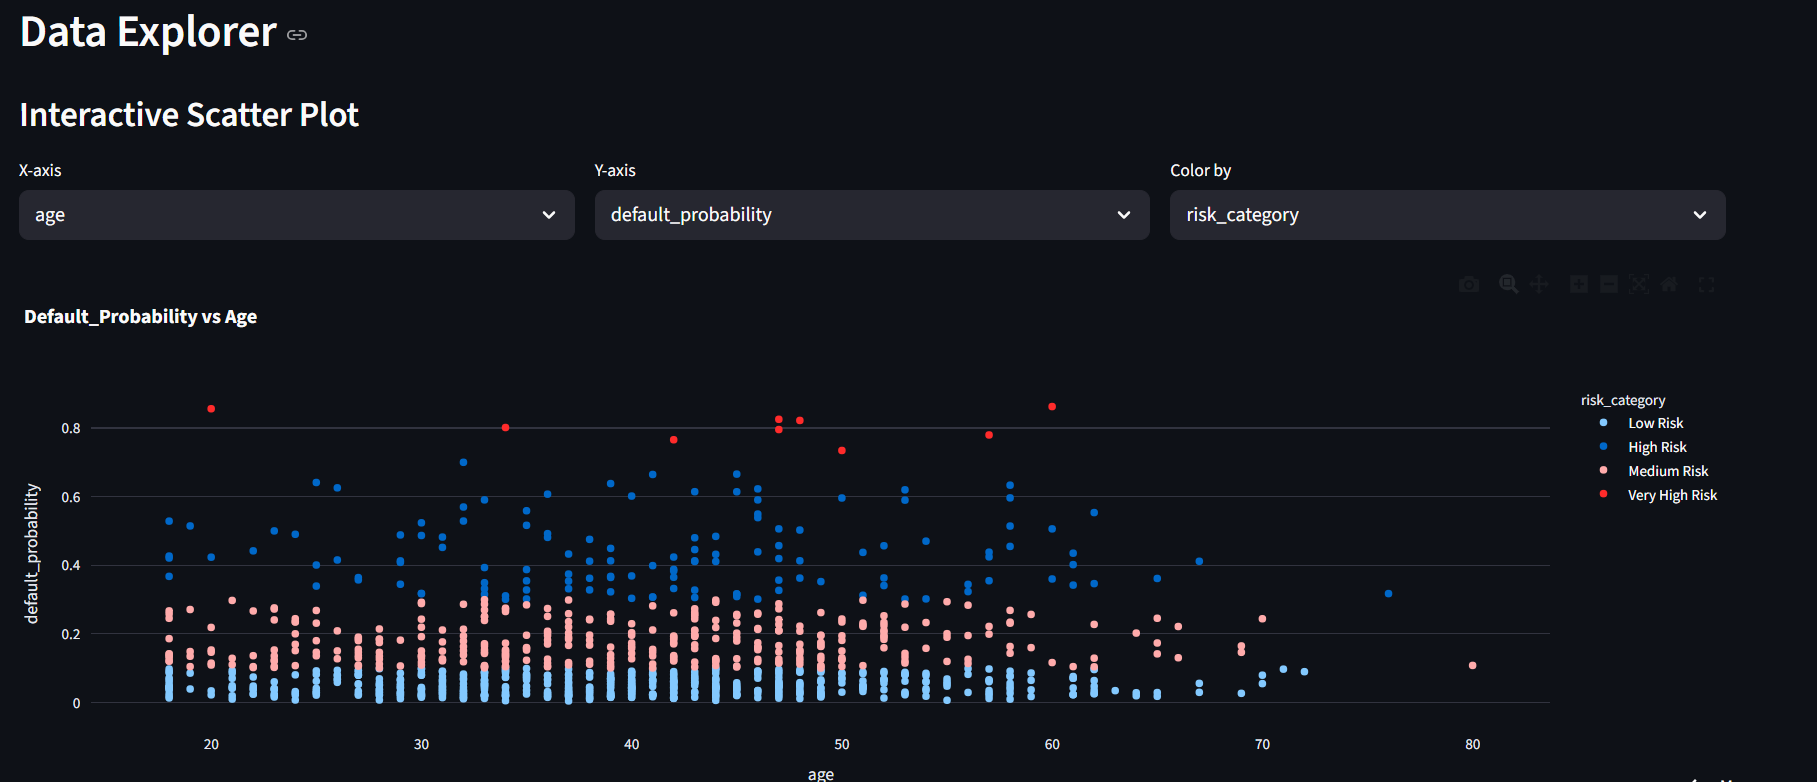 Data Explorer
Interactive Scatter Plot
X-axis
Y-axis
Color by
age
default_probability
risk_category
Default_Probability vs Age
risk_category
Low Risk
High Risk
Medium Risk
Very High Risk
default_probability
0.8
0.6
0.4
0.2
0
20
30
40
50
60
70
80
age